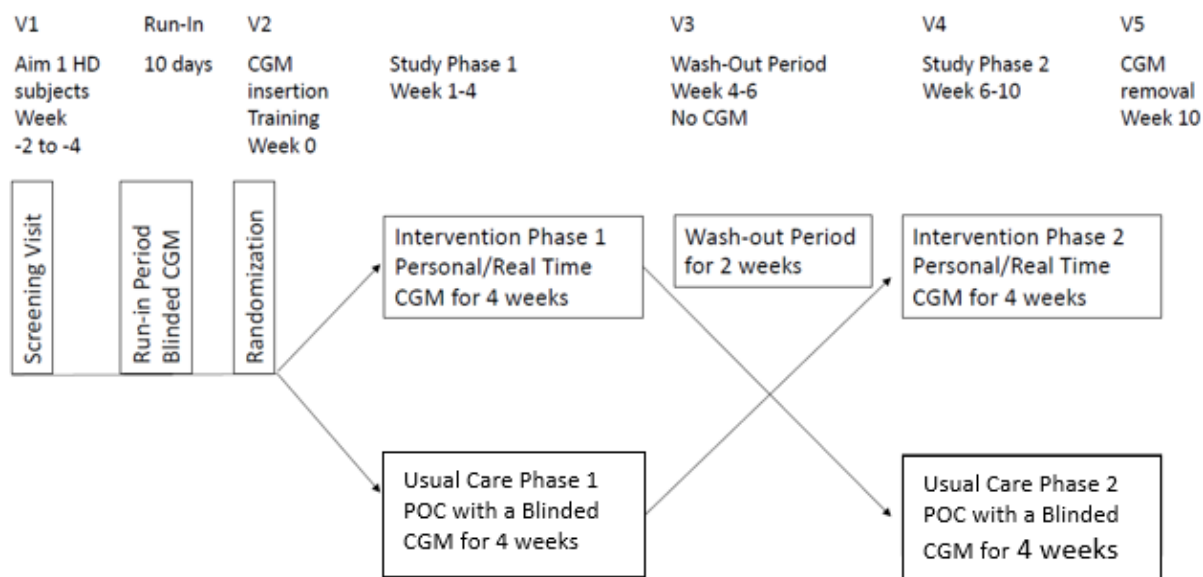 V1
Aim 1 HD
subjects
Week
-2 to -4
Run-In
10 days
V2
CGM
insertion
Training
Week 0
Study Phase 1
Week 1-4
V3
Wash-Out Period
Week 4-6
No CGM
V4
Study Phase 2
Week 6-10
V5
CGM
removal
Week 10
Screening Visit
Run-in Period
Blinded CGM
Randomization
Intervention Phase 1
Personal/Real Time
CGM for 4 weeks
Wash-out Period
for 2 weeks
Intervention Phase 2
Personal/Real Time
CGM for 4 weeks
Usual Care Phase 1
POC with a Blinded
CGM for 4 weeks
Usual Care Phase 2
POC with a Blinded
CGM for 4 weeks